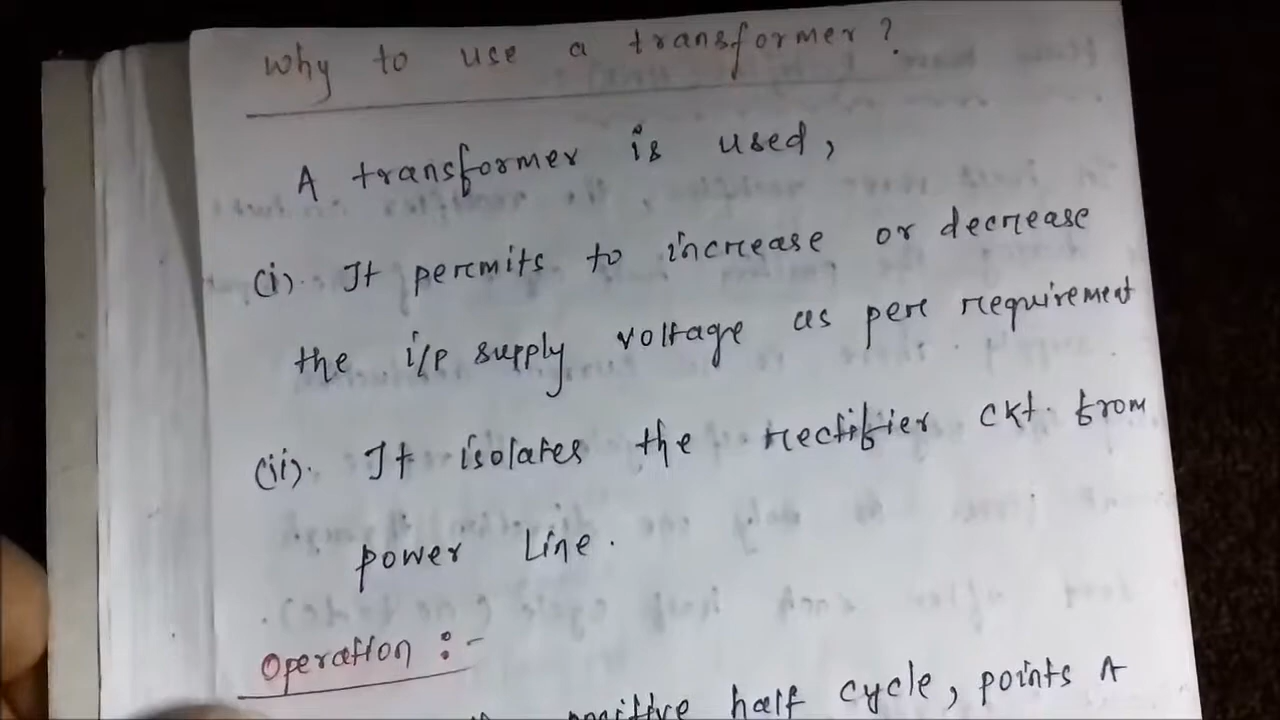 Why to use a transformer?
A transformer is used,
(i). It permits to increase or decrease
the i/p supply voltage as per requirement
(ii). It isolates the rectifier ckt. from
power Line.
Operation :-
positive half cycle, points A